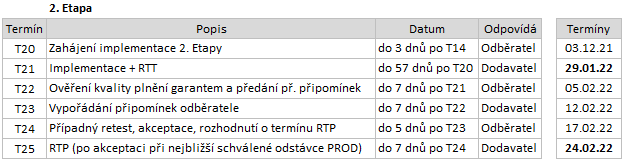 2. Etapa
Termín Popis Datum Odpovídá Termíny
T20 Zahájení implementace 2. Etapy do 3 dnů po T14 Odběratel 03.12.21
T21 Implementace + RTT do 57 dnů po T20 Dodavatel 29.01.22
T22 Ověření kvality plnění garantem a předání př. připomínek do 7 dnů po T21 Odběratel 05.02.22
T23 Vypořádání připomínek odběratele do 7 dnů po T22 Dodavatel 12.02.22
T24 Případný retest, akceptace, rozhodnutí o termínu RTP do 5 dnů po T23 Odběratel 17.02.22
T25 RTP (po akceptaci při nejbližší schválené odstávce PROD) do 7 dnů po T24 Dodavatel 24.02.22